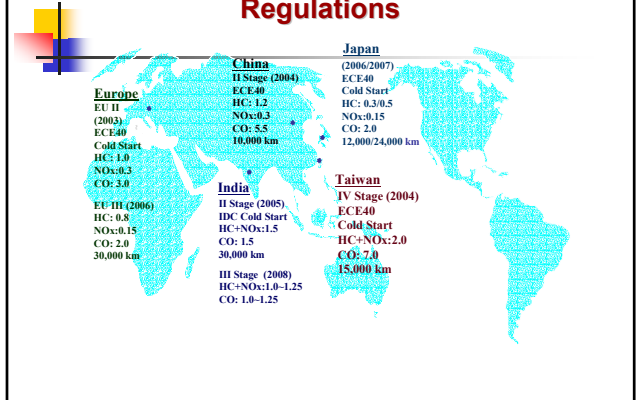 Regulations
Europe
EU II
(2003)
ECE40
Cold Start
HC: 1.0
NOx:0.3
CO: 3.0
EU III (2006)
HC: 0.8
NOx:0.15
CO: 2.0
30,000 km
China
II Stage (2004)
ECE40
HC: 1.2
NOx:0.3
CO: 5.5
10,000 km
India
II Stage (2005)
IDC Cold Start
HC+NOx:1.5
CO: 1.5
30,000 km
III Stage (2008)
HC+NOx:1.0~1.25
CO: 1.0~1.25
Japan
(2006/2007)
ECE40
Cold Start
HC: 0.3/0.5
NOx:0.15
CO: 2.0
12,000/24,000 km
Taiwan
IV Stage (2004)
ECE40
Cold Start
HC+NOx:2.0
CO: 7.0
15,000 km